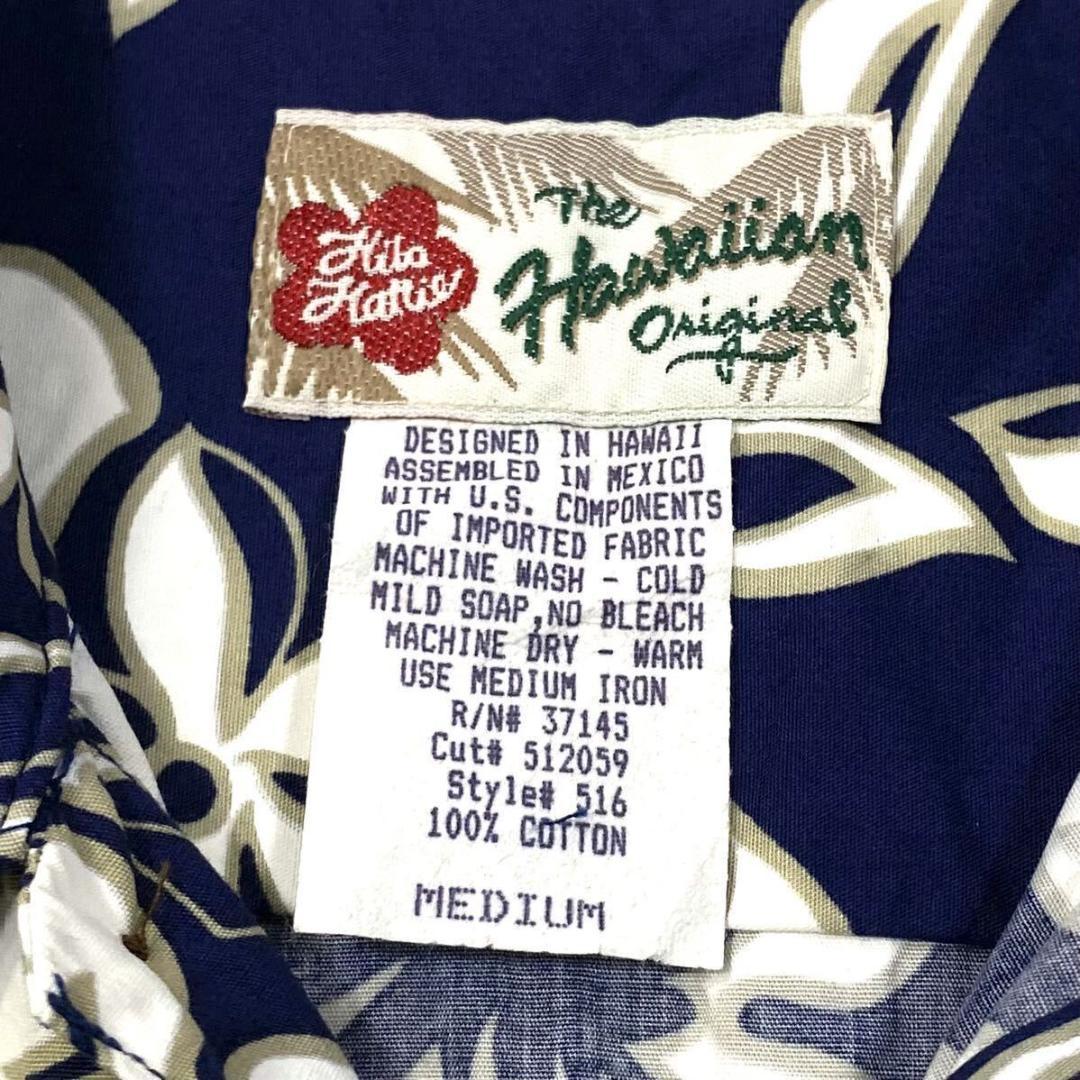 Hilo
Hattie
The
Hawaiian
Original
DESIGNED IN HAWAII
ASSEMBLED IN MEXICO
WITH U.S. COMPONENTS
OF IMPORTED FABRIC
MACHINE WASH - COLD
MILD SOAP,NO BLEACH
MACHINE DRY - WARM
USE MEDIUM IRON
R/N# 37145
Cut# 512059
Style# 516
100% COTTON
MEDIUM